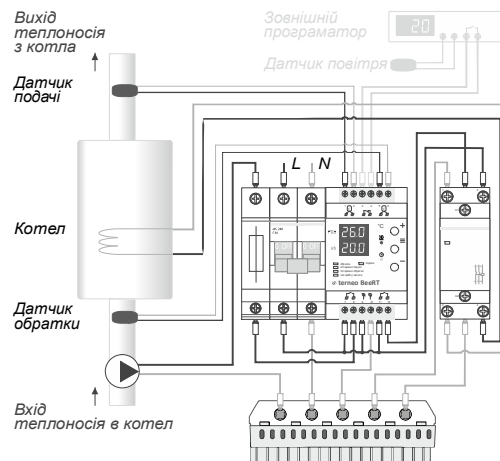 Вихід
теплоносія
з котла
Зовнішній
програматор
20
Датчик повітря
Датчик
подачі
L N
Котел
°C
26.0
20.0
terneo BeeRT
Датчик
обратки
Вхід
теплоносія в котел